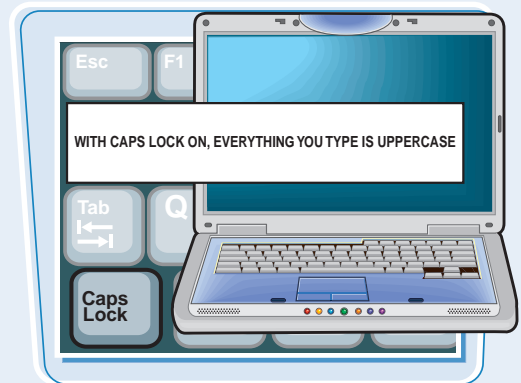 Esc
F1
WITH CAPS LOCK ON, EVERYTHING YOU TYPE IS UPPERCASE
Tab
Q
Caps
Lock